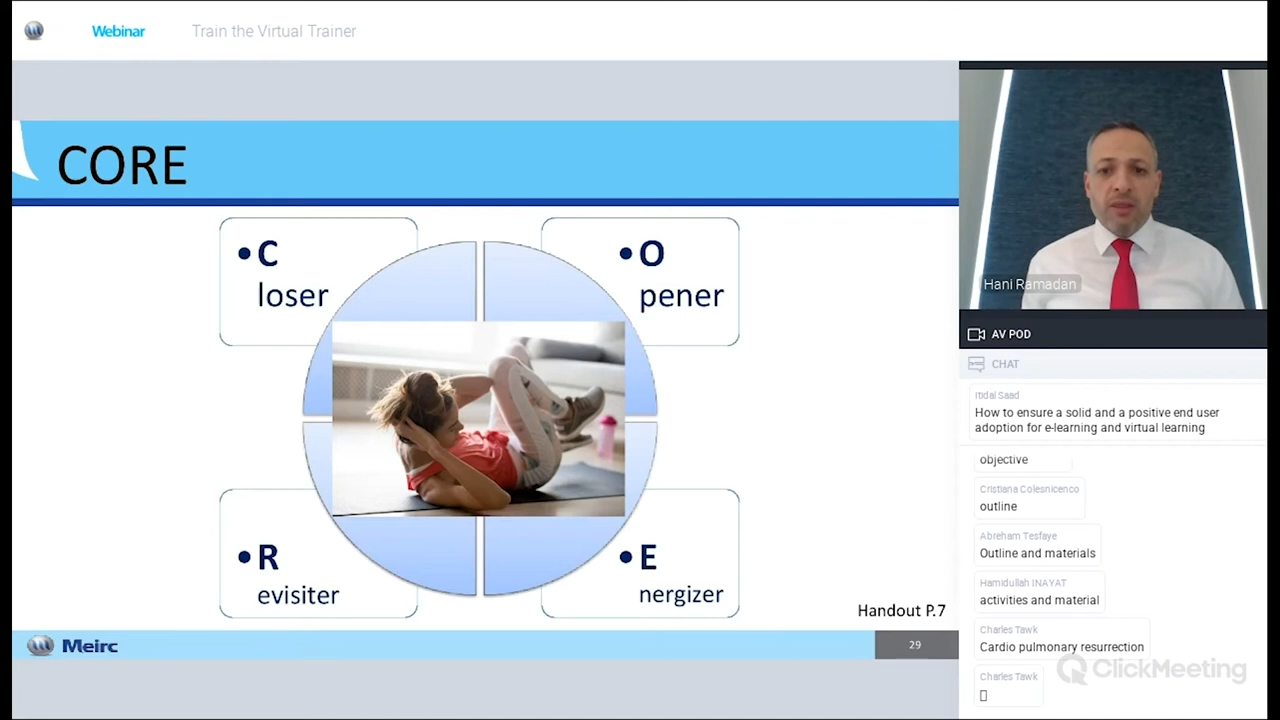 Webinar
Train the Virtual Trainer
CORE
•C
loser
•O
pener
•R
evisiter
•E
nergizer
Handout P.7
Meirc
29
Hani Ramadan
AV POD
CHAT
Itidal Saad
How to ensure a solid and a positive end user
adoption for e-learning and virtual learning
objective
Cristiana Colesnicenco
outline
Abreham Tesfaye
Outline and materials
Hamidullah INAYAT
activities and material
Charles Tawk
Cardio pulmonary resurrection
ClickMeeting
Charles Tawk